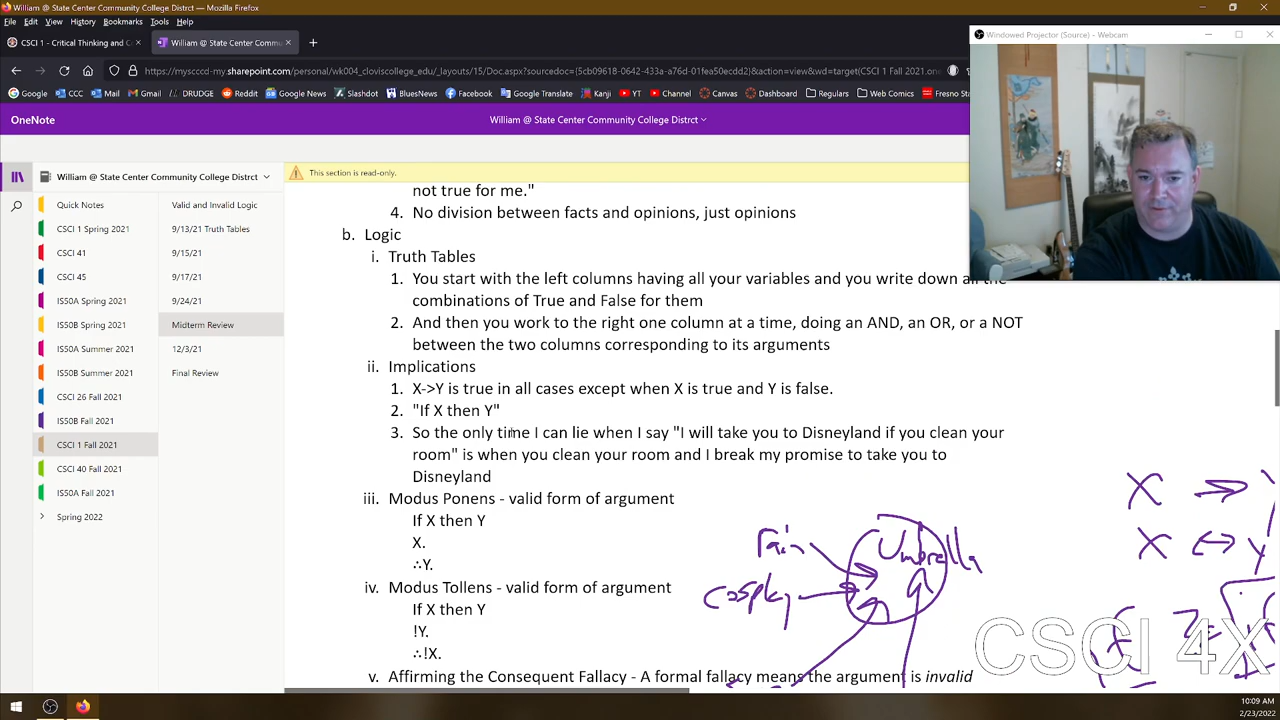 William @ State Center Community College Distrct — Mozilla Firefox
Windowed Projector (Source) - Webcam
File Edit View History Bookmarks Tools Help
CSCI 1 - Critical Thinking and Co
William @ State Center Commu
https://myscccd-my.sharepoint.com/personal/wk004_cloviscollege_edu/_layouts/15/Doc.aspx?sourcedoc={5cb09618-0642-433a-a76d-01fea50ecdd2}&action=view&wd=target(CSCI 1 Fall 2021.one
Google CCC Mail Gmail DRUDGE Reddit Google News Slashdot BluesNews Facebook Google Translate Kanji YT Channel Canvas Dashboard Regulars Web Comics Fresno Sta
OneNote
William @ State Center Community College Distrct
This section is read-only.
William @ State Center Community College Distrct
Quick Notes
CSCI 1 Spring 2021
CSCI 41
CSCI 45
ISS0A Spring 2021
IS50B Spring 2021
IS50A Summer 2021
IS50B Summer 2021
CSCI 26 Fall 2021
IS50B Fall 2021
CSCI 1 Fall 2021
CSCI 40 Fall 2021
IS50A Fall 2021
Spring 2022
Valid and Invalid Logic
9/13/21 Truth Tables
9/15/21
9/17/21
9/24/21
Midterm Review
12/3/21
Final Review
not true for me."
4. No division between facts and opinions, just opinions
b. Logic
i. Truth Tables
1. You start with the left columns having all your variables and you write down all the
combinations of True and False for them
2. And then you work to the right one column at a time, doing an AND, an OR, or a NOT
between the two columns corresponding to its arguments
ii. Implications
1. X->Y is true in all cases except when X is true and Y is false.
2. "If X then Y"
3. So the only time I can lie when I say "I will take you to Disneyland if you clean your
room" is when you clean your room and I break my promise to take you to
Disneyland
iii. Modus Ponens - valid form of argument
If X then Y
X.
∴Y.
iv. Modus Tollens - valid form of argument
If X then Y
!Y.
∴!X.
v. Affirming the Consequent Fallacy - A formal fallacy means the argument is invalid
rain
Umbrella
cosplay
X → Y
X ↔ Y
CSCI 4X
10:09 AM
2/23/2022